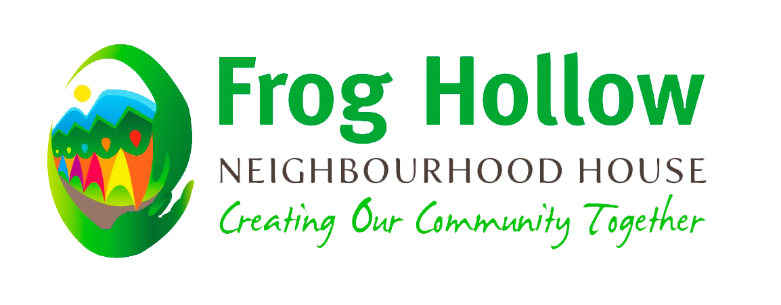 Frog Hollow
NEIGHBOURHOOD HOUSE
Creating Our Community Together